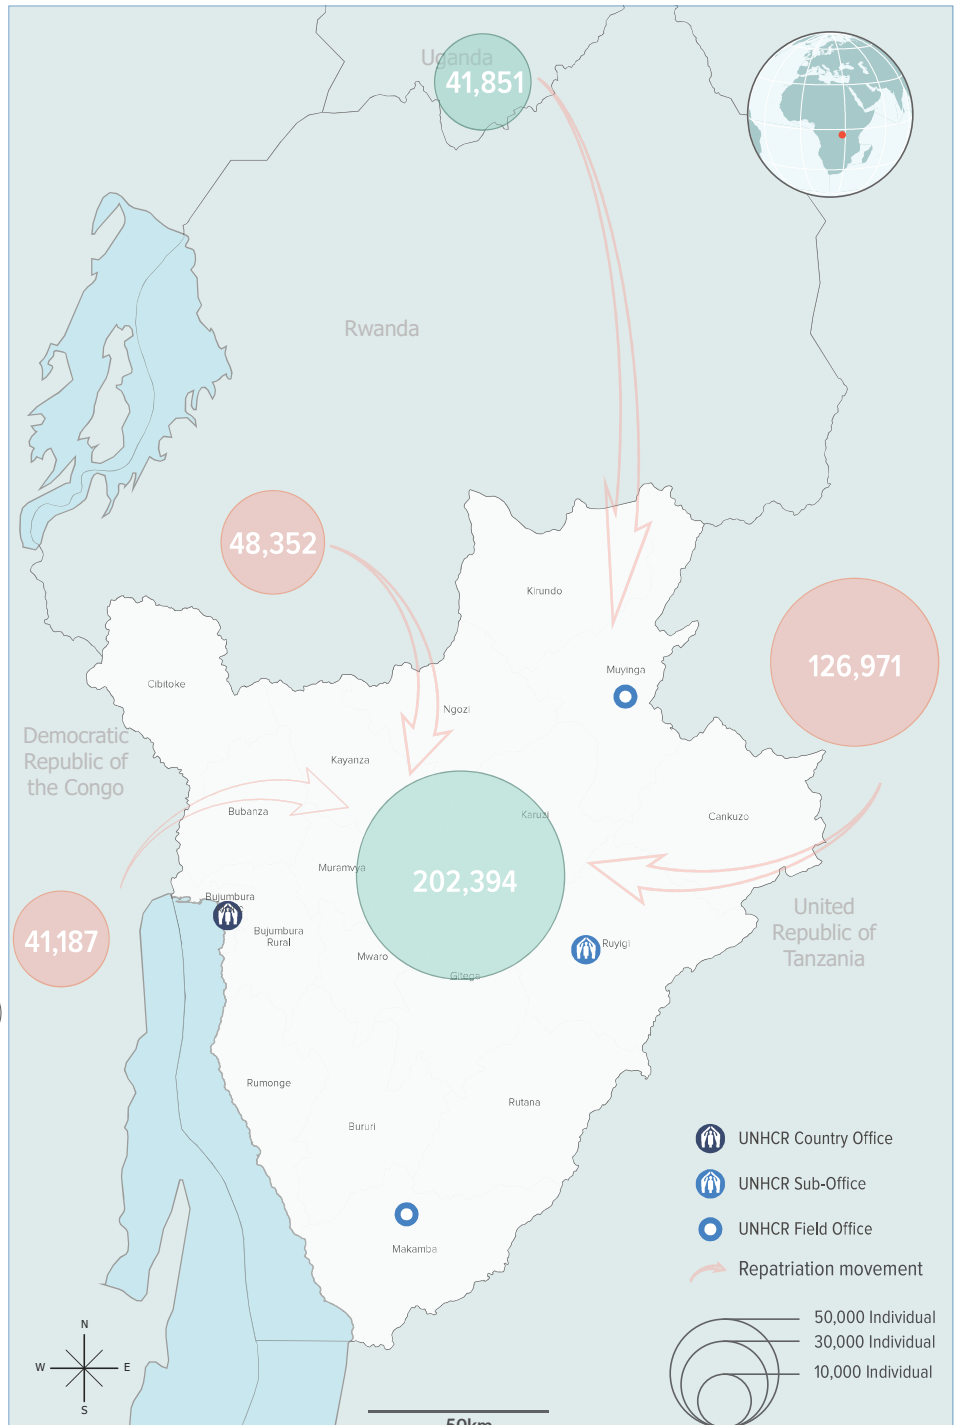 Uganda
41,851
Rwanda
48,352
Kirundo
126,971
Muyinga
Cibitoke
Ngozi
Democratic
Republic of
the Congo
Kayanza
Bubanza
Karuzi
Cankuzo
Muramvya
202,394
Bujumbura
41,187
Bujumbura
Rural
United
Republic of
Tanzania
Ruyigi
Mwaro
Gitega
Rumonge
Rutana
Bururi
Makamba
UNHCR Country Office
UNHCR Sub-Office
UNHCR Field Office
Repatriation movement
50,000 Individual
30,000 Individual
10,000 Individual
N
W
E
S
50km